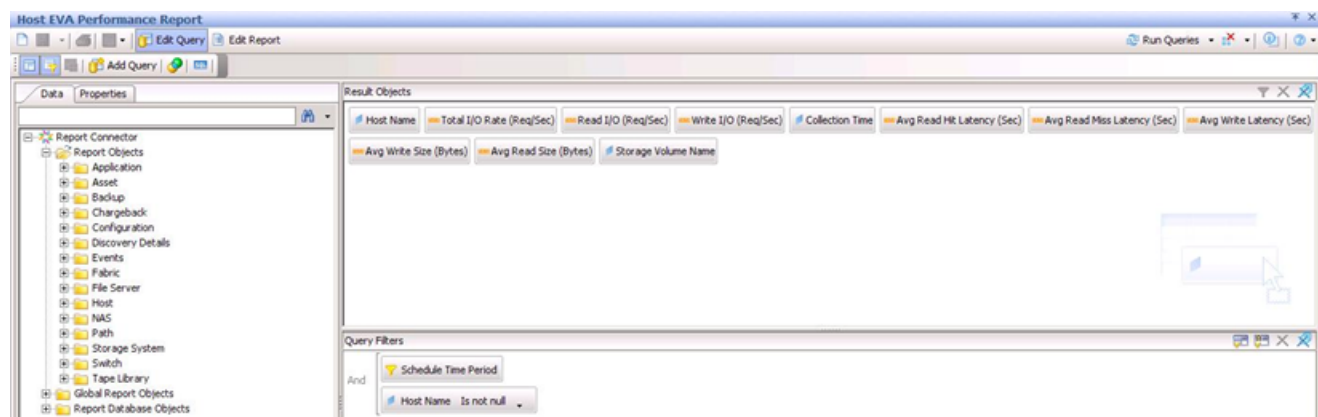 Host EVA Performance Report
Edit Query Edit Report Run Queries
Add Query
Data Properties
Report Connector
Report Objects
Application
Asset
Backup
Chargeback
Configuration
Discovery Details
Events
Fabric
File Server
Host
NAS
Path
Storage System
Switch
Tape Library
Global Report Objects
Report Database Objects
Result Objects
Host Name Total I/O Rate (Req/Sec) Read I/O (Req/Sec) Write I/O (Req/Sec) Collection Time Avg Read Hit Latency (Sec) Avg Read Miss Latency (Sec) Avg Write Latency (Sec)
Avg Write Size (Bytes) Avg Read Size (Bytes) Storage Volume Name
Query Filters
And
Schedule Time Period
Host Name Is not null